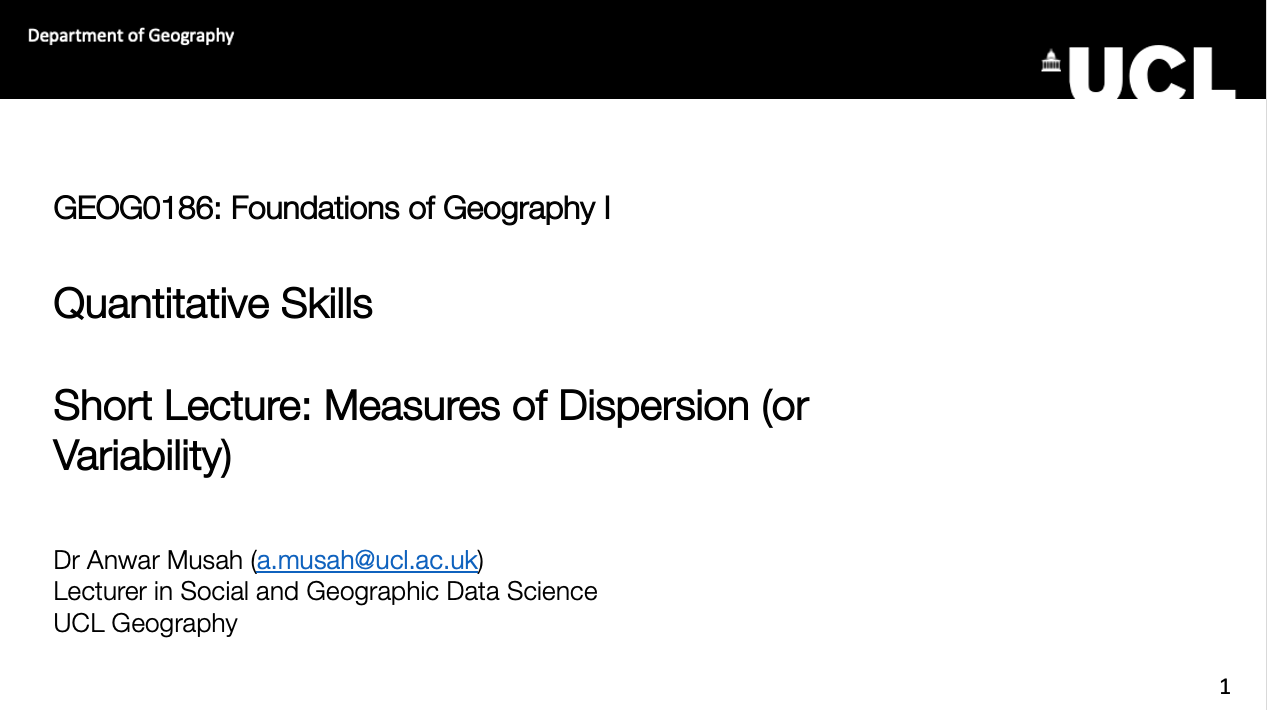 Department of Geography
UCL
GEOG0186: Foundations of Geography I
Quantitative Skills
Short Lecture: Measures of Dispersion (or
Variability)
Dr Anwar Musah (a.musah@ucl.ac.uk)
Lecturer in Social and Geographic Data Science
UCL Geography
1